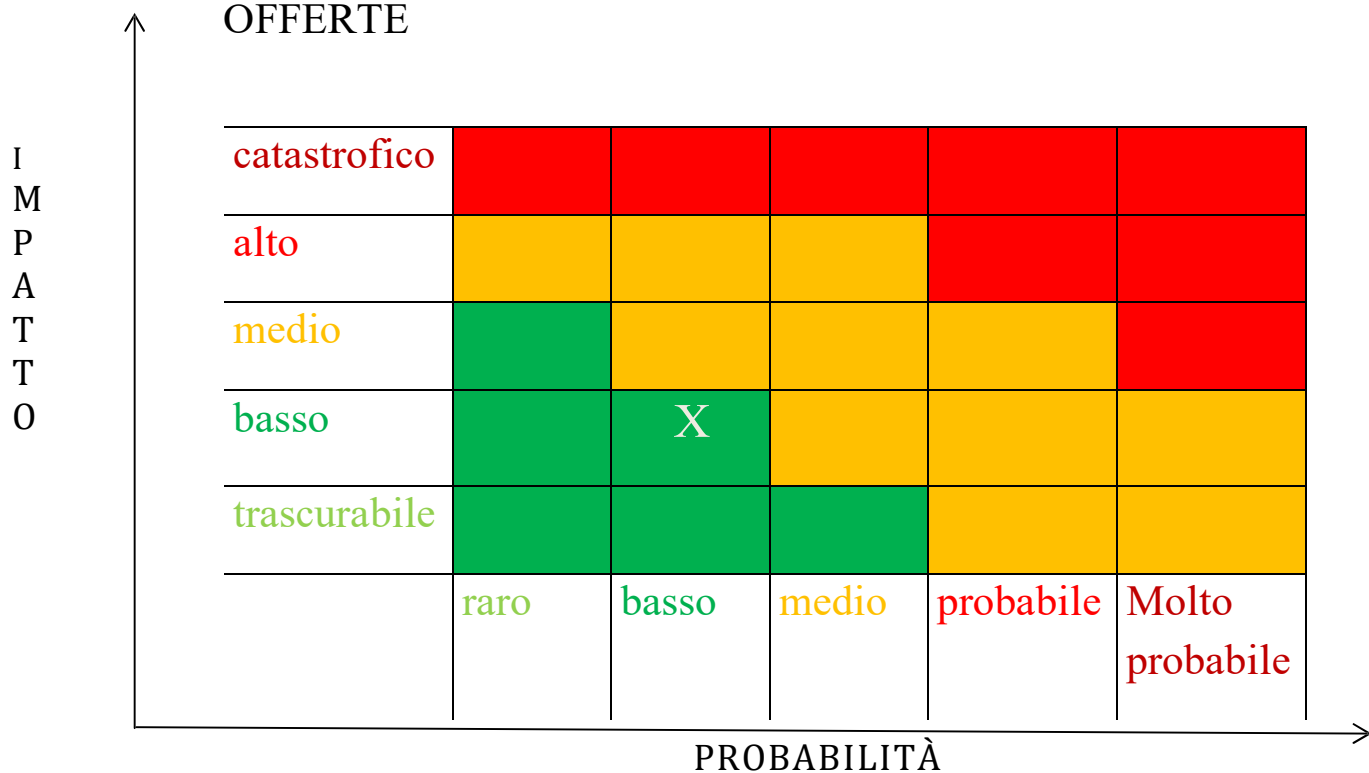 OFFERTE
I
M
P
A
T
T
O
catastrofico
alto
medio
basso X
trascurabile
raro basso medio probabile Molto
probabile
PROBABILITÀ